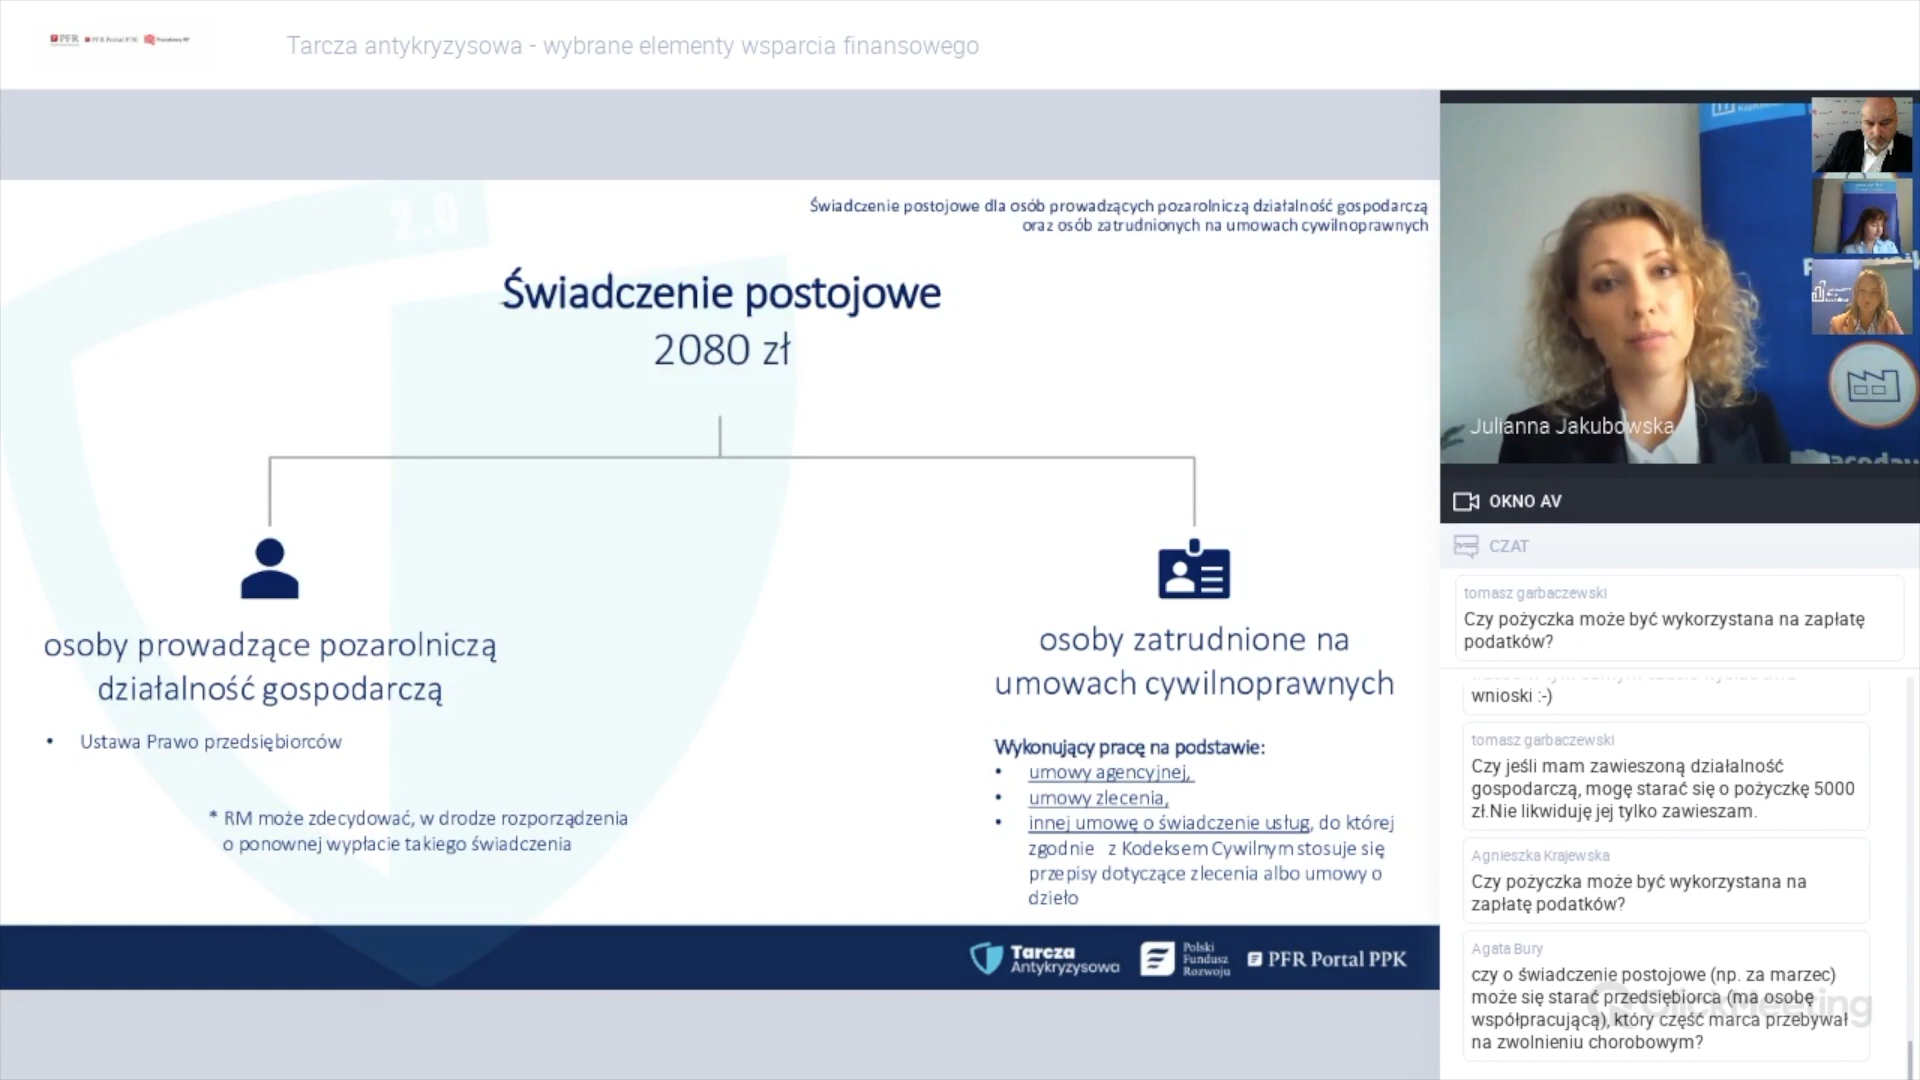 PFR PFR Portal PPK
Tarcza antykryzysowa - wybrane elementy wsparcia finansowego
2.0
Świadczenie postojowe dla osób prowadzących pozarolniczą działalność gospodarczą
oraz osób zatrudnionych na umowach cywilnoprawnych
Świadczenie postojowe
2080 zł
osoby prowadzące pozarolniczą
działalność gospodarczą
• Ustawa Prawo przedsiębiorców
* RM może zdecydować, w drodze rozporządzenia
o ponownej wypłacie takiego świadczenia
osoby zatrudnione na
umowach cywilnoprawnych
Wykonujący pracę na podstawie:
• umowy agencyjnej,
• umowy zlecenia,
• innej umowę o świadczenie usług, do której
zgodnie z Kodeksem Cywilnym stosuje się
przepisy dotyczące zlecenia albo umowy o
dzieło
Tarcza
Antykryzysowa
Polski
Fundusz
Rozwoju
PFR Portal PPK
Julianna Jakubowska
OKNO AV
CZAT
tomasz garbaczewski
Czy pożyczka może być wykorzystana na zapłatę
podatków?
wnioski :-)
tomasz garbaczewski
Czy jeśli mam zawieszoną działalność
gospodarczą, mogę starać się o pożyczkę 5000
zł.Nie likwiduję jej tylko zawieszam.
Agnieszka Krajewska
Czy pożyczka może być wykorzystana na
zapłatę podatków?
Agata Bury
czy o świadczenie postojowe (np. za marzec)
może się starać przedsiębiorca (ma osobę
współpracującą), który część marca przebywał
na zwolnieniu chorobowym?
ClickMeeting